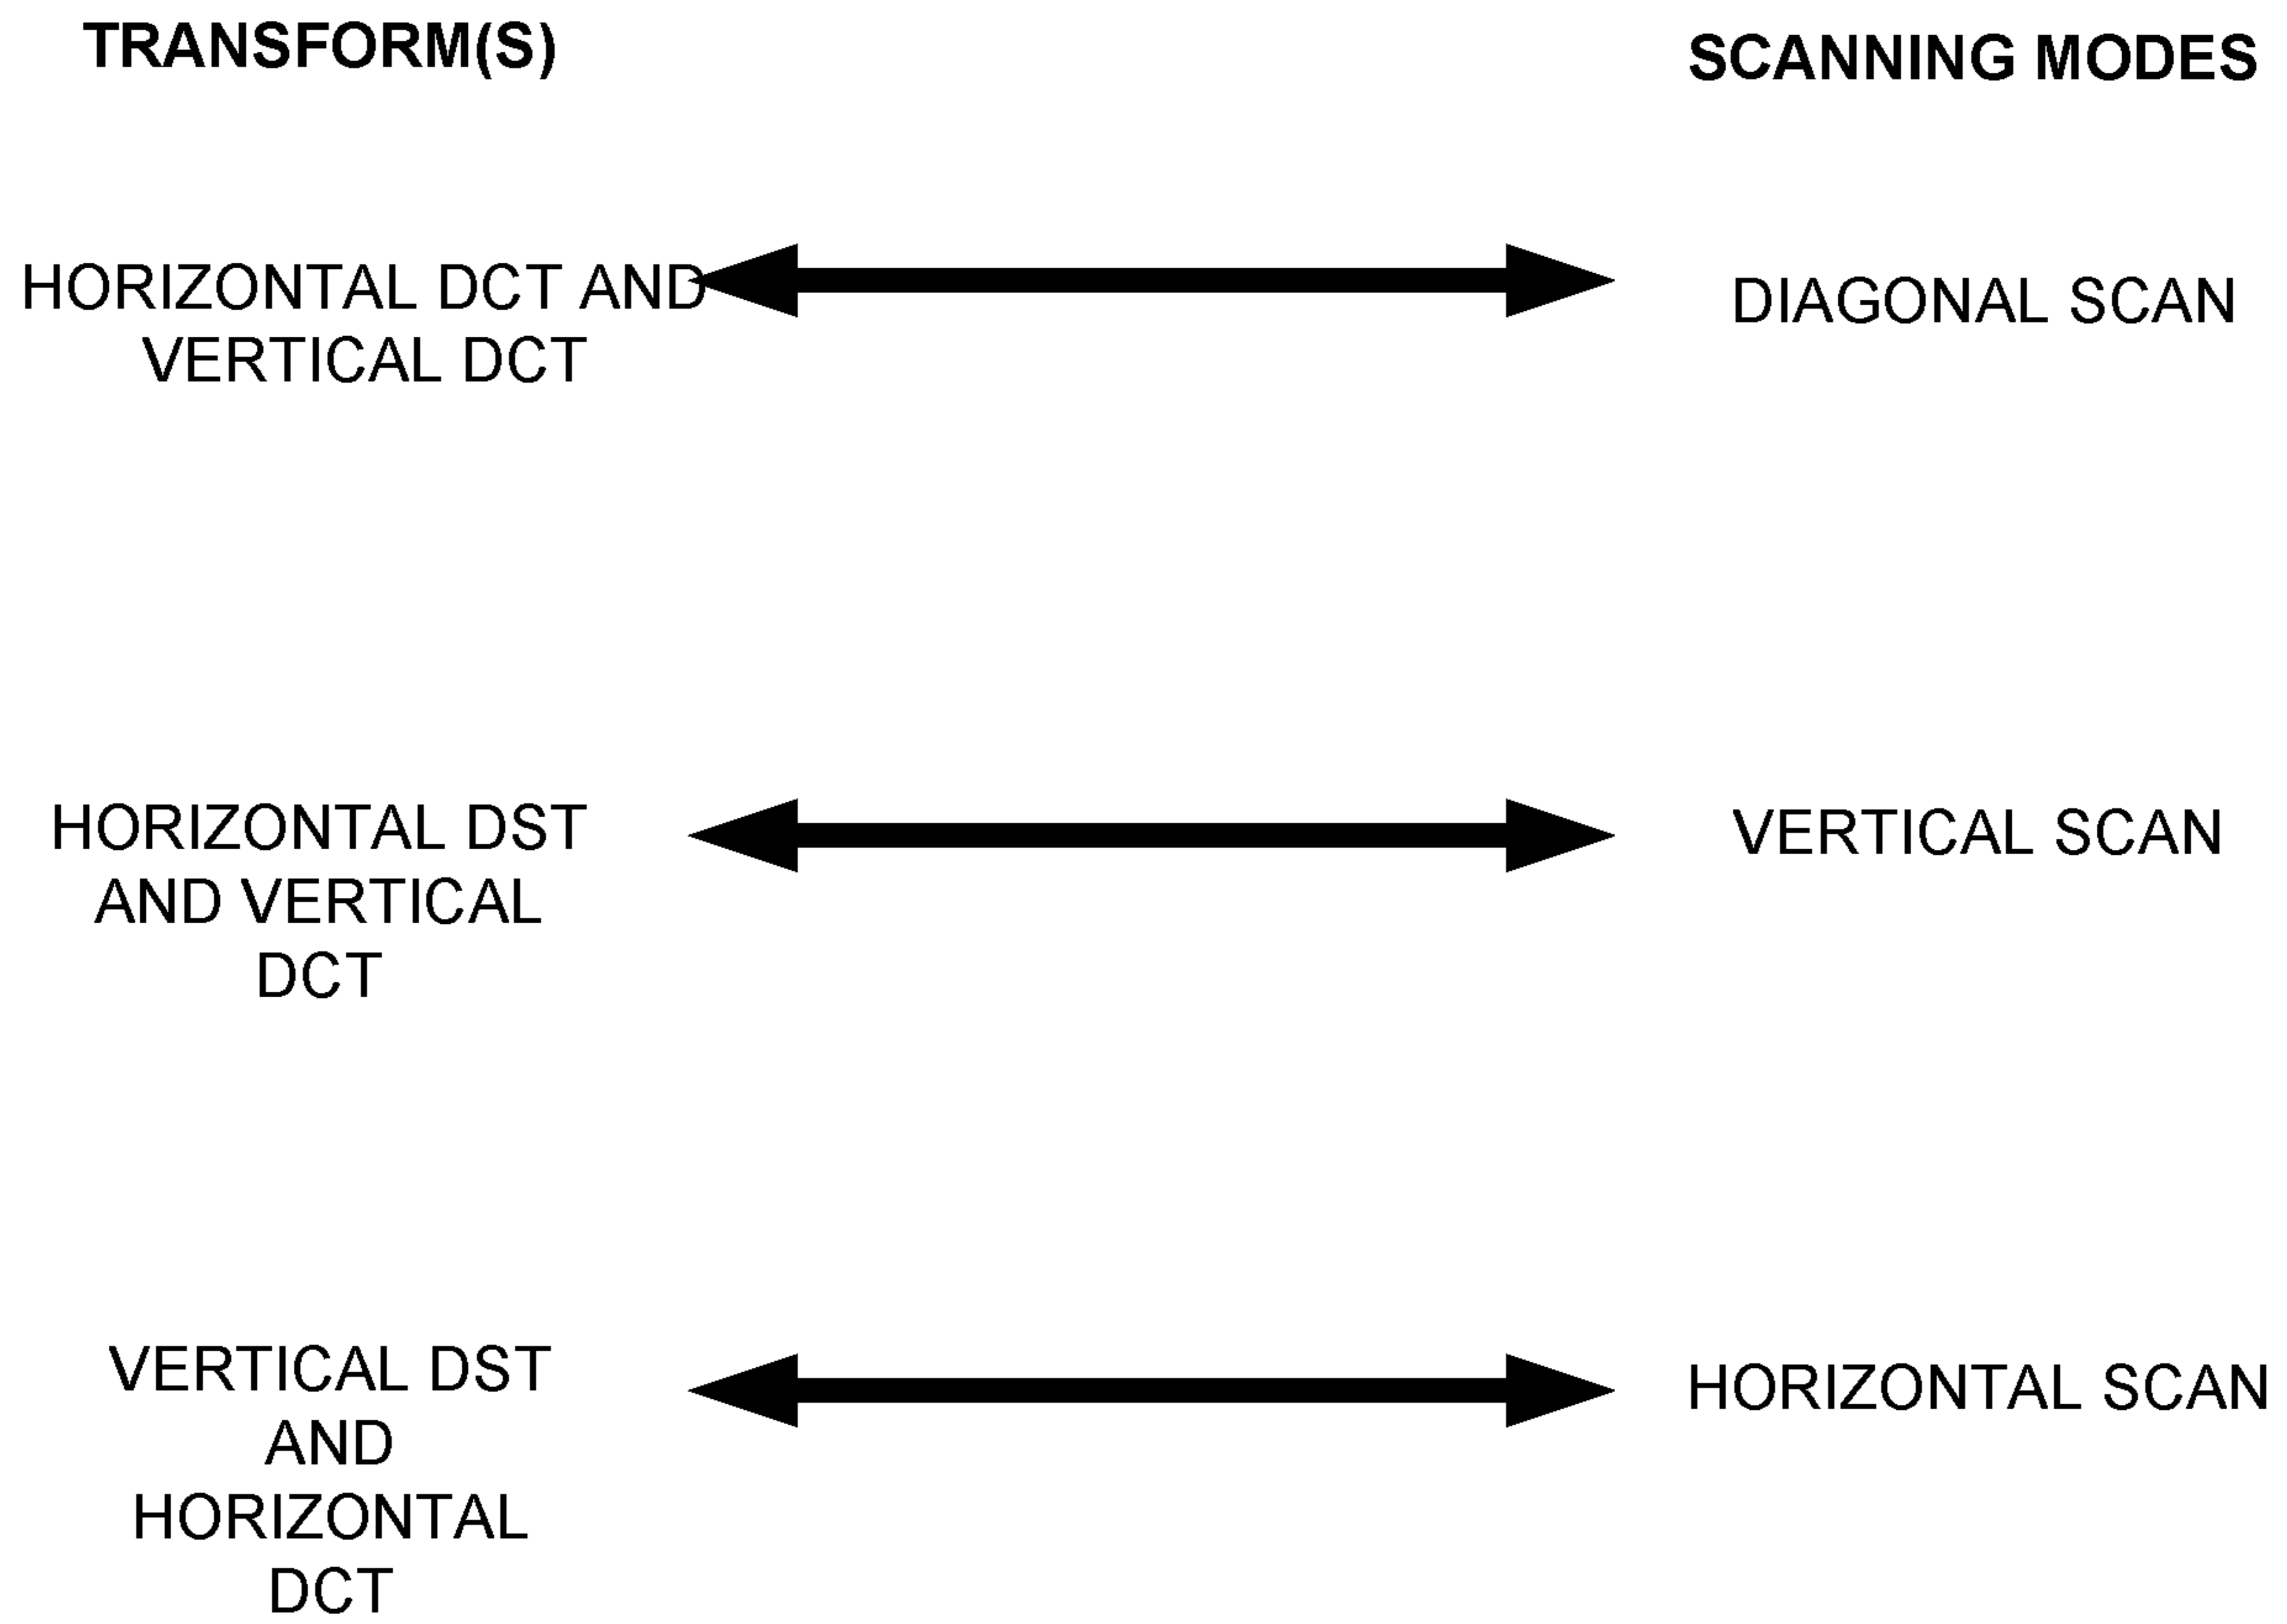 TRANSFORM(S)
SCANNING MODES
HORIZONTAL DCT AND
VERTICAL DCT
DIAGONAL SCAN
HORIZONTAL DST
AND VERTICAL
DCT
VERTICAL SCAN
VERTICAL DST
AND
HORIZONTAL
DCT
HORIZONTAL SCAN